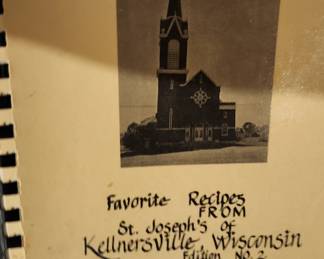 Favorite Recipes
FROM
St. Joseph's of
Kellnersville, Wisconsin
Edition No. 2